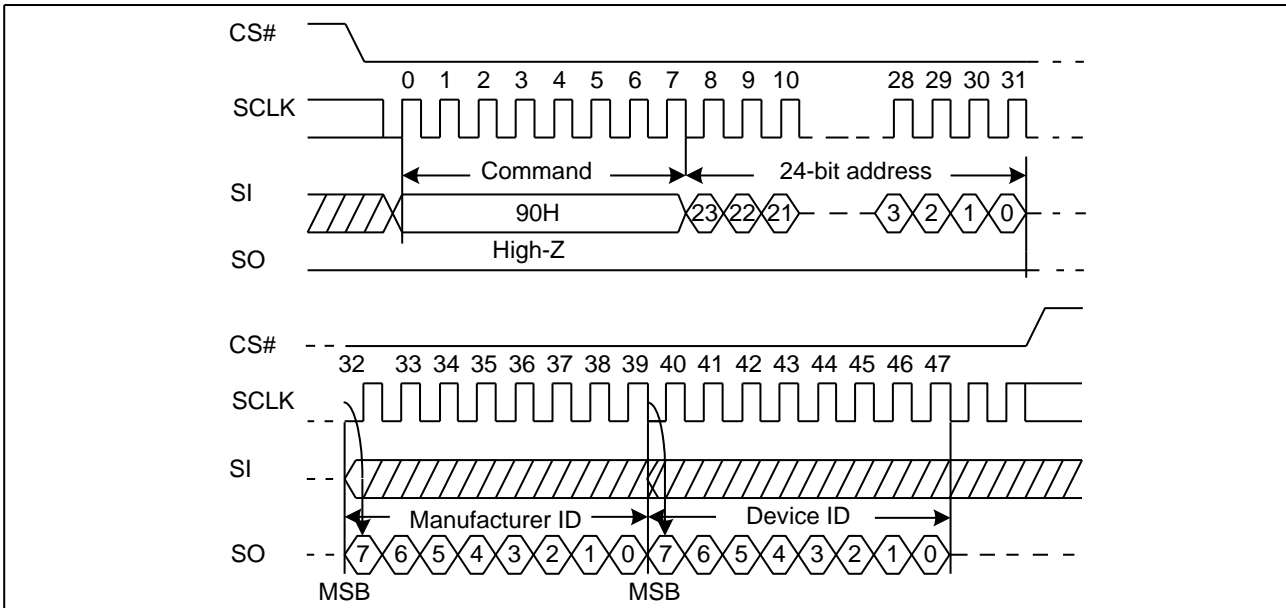 CS#
0 1 2 3 4 5 6 7 8 9 10 28 29 30 31
SCLK
Command 24-bit address
SI
90H 23 22 21 3 2 1 0
High-Z
SO
CS#
32 33 34 35 36 37 38 39 40 41 42 43 44 45 46 47
SCLK
SI
Manufacturer ID Device ID
SO 7 6 5 4 3 2 1 0 7 6 5 4 3 2 1 0
MSB MSB